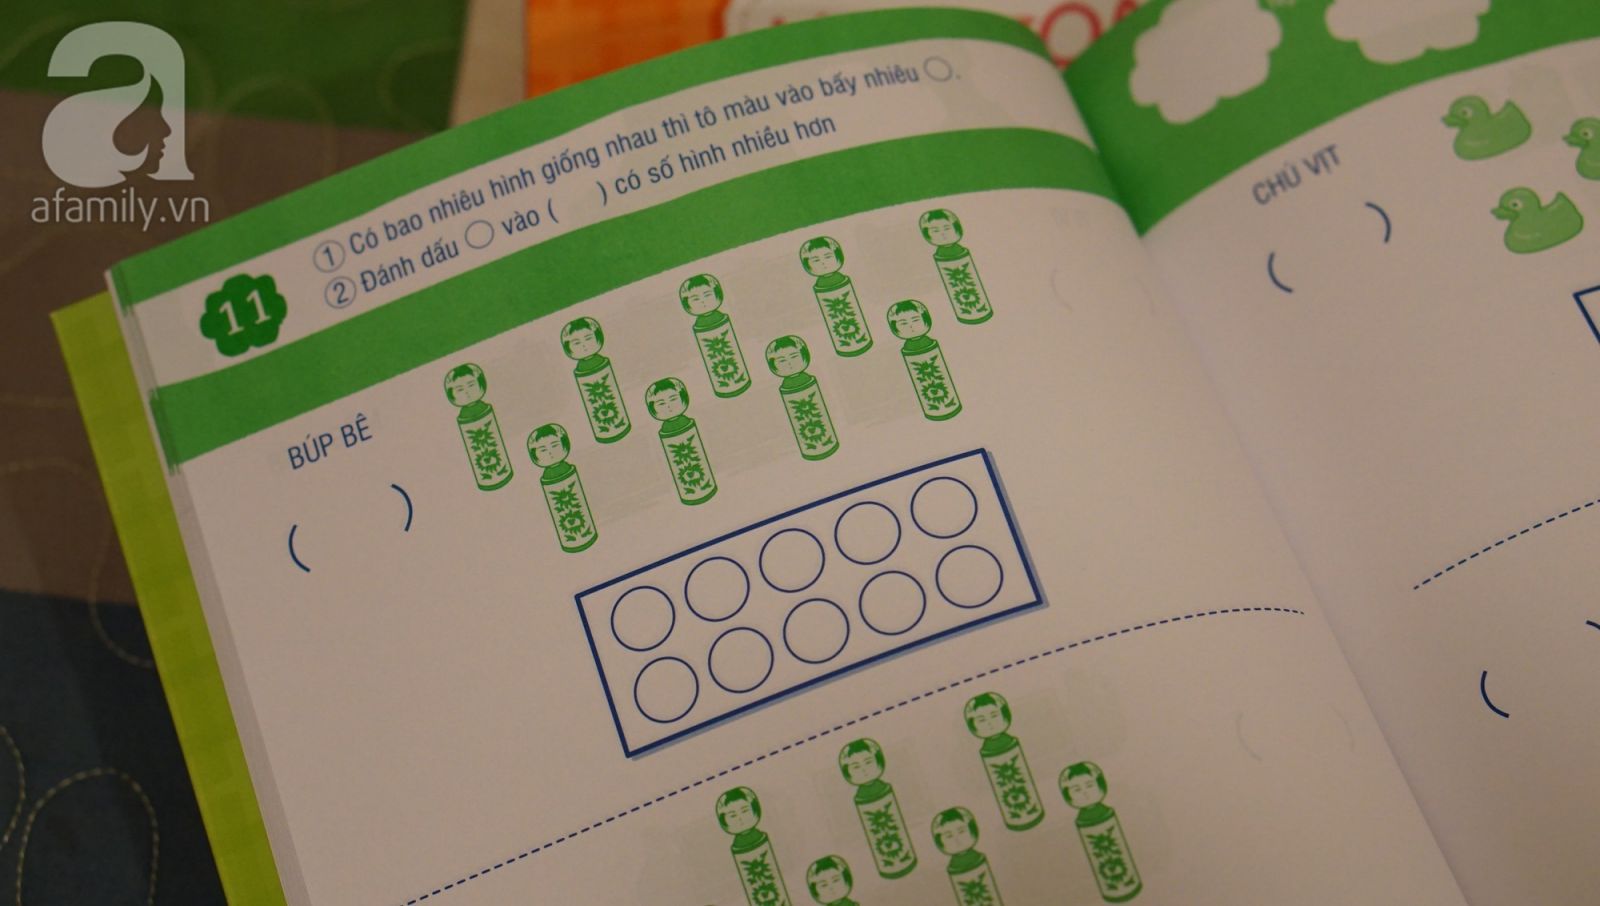 afamily.vn
11
1 Có bao nhiêu hình giống nhau thì tô màu vào bấy nhiêu ○.
2 Đánh dấu ○ vào ( ) có số hình nhiều hơn
BÚP BÊ
( )
CHÚ VỊT
( )